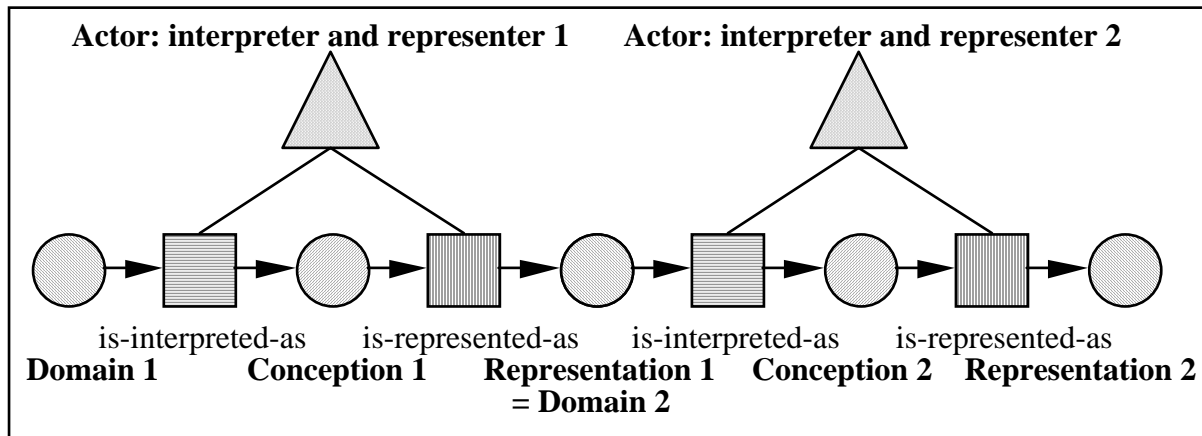 Actor: interpreter and representer 1 Actor: interpreter and representer 2
is-interpreted-as is-represented-as is-interpreted-as is-represented-as
Domain 1 Conception 1 Representation 1 Conception 2 Representation 2
= Domain 2